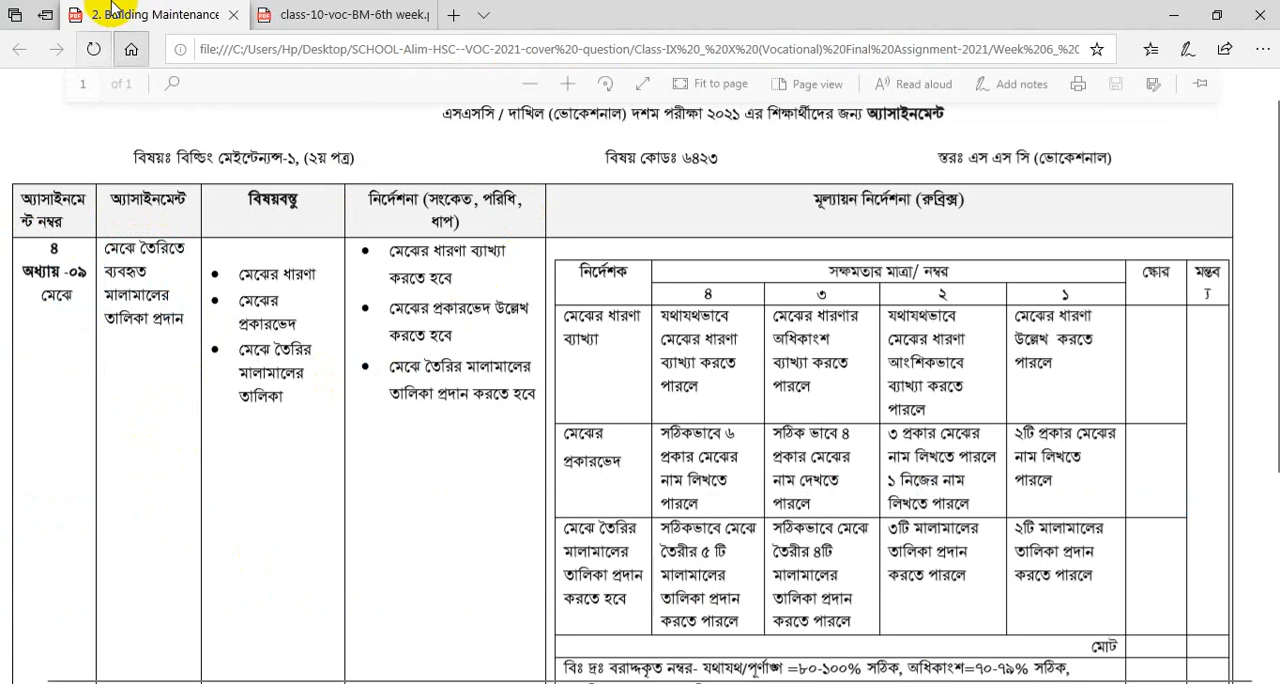 2. Building Maintenance
class-10-voc-BM-6th week.p
file:///C:/Users/Hp/Desktop/SCHOOL-Alim-HSC--VOC-2021-cover%20-question/Class-IX%20_%20X%20(Vocational)%20Final%20Assignment-2021/Week%206_%20
1 of 1
Fit to page
Page view
Read aloud
Add notes
এসএসসি / দাখিল (ভোকেশনাল) দশম পরীক্ষা ২০২১ এর শিক্ষার্থীদের জন্য অ্যাসাইনমেন্ট
বিষয়ঃ বিল্ডিং মেইন্টেন্যন্স-১, (২য় পত্র)
বিষয় কোডঃ ৬৪২৩
স্তরঃ এস এস সি (ভোকেশনাল)
অ্যাসাইনমে
ন্ট নম্বর
অ্যাসাইনমেন্ট
বিষয়বস্তু
নির্দেশনা (সংকেত, পরিধি,
ধাপ)
মূল্যায়ন নির্দেশনা (রুব্রিক্স)
৪
অধ্যায় -০৯
মেঝে
মেঝে তৈরিতে
ব্যবহৃত
মালামালের
তালিকা প্রদান
• মেঝের ধারণা
• মেঝের
প্রকারভেদ
• মেঝে তৈরির
মালামালের
তালিকা
• মেঝের ধারণা ব্যাখ্যা
করতে হবে
• মেঝের প্রকারভেদ উল্লেখ
করতে হবে
• মেঝে তৈরির মালামালের
তালিকা প্রদান করতে হবে
নির্দেশক
সক্ষমতার মাত্রা/ নম্বর
স্কোর
মন্তব
্য
৪
৩
২
১
মেঝের ধারণা
ব্যাখ্যা
যথাযথভাবে
মেঝের ধারণা
ব্যাখ্যা করতে
পারলে
মেঝের ধারণার
অধিকাংশ
ব্যাখ্যা করতে
পারলে
যথাযথভাবে
মেঝের ধারণা
আংশিকভাবে
ব্যাখ্যা করতে
পারলে
মেঝের ধারণা
উল্লেখ করতে
পারলে
মেঝের
প্রকারভেদ
সঠিকভাবে ৬
প্রকার মেঝের
নাম লিখতে
পারলে
সঠিক ভাবে ৪
প্রকার মেঝের
নাম দেখতে
পারলে
৩ প্রকার মেঝের
নাম লিখতে পারলে
১ নিজের নাম
লিখতে পারলে
২টি প্রকার মেঝের
নাম লিখতে
পারলে
মেঝে তৈরির
মালামালের
তালিকা প্রদান
করতে হবে
সঠিকভাবে মেঝে
তৈরীর ৫ টি
মালামালের
তালিকা প্রদান
করতে পারলে
সঠিকভাবে মেঝে
তৈরীর ৪টি
মালামালের
তালিকা প্রদান
করতে পারলে
৩টি মালামালের
তালিকা প্রদান
করতে পারলে
২টি মালামালের
তালিকা প্রদান
করতে পারলে
মোট
বিঃ দ্রঃ বরাদ্দকৃত নম্বর- যথাযথ/পূর্ণাঙ্গ =৮০-১০০% সঠিক, অধিকাংশ=৭০-৭৯% সঠিক,